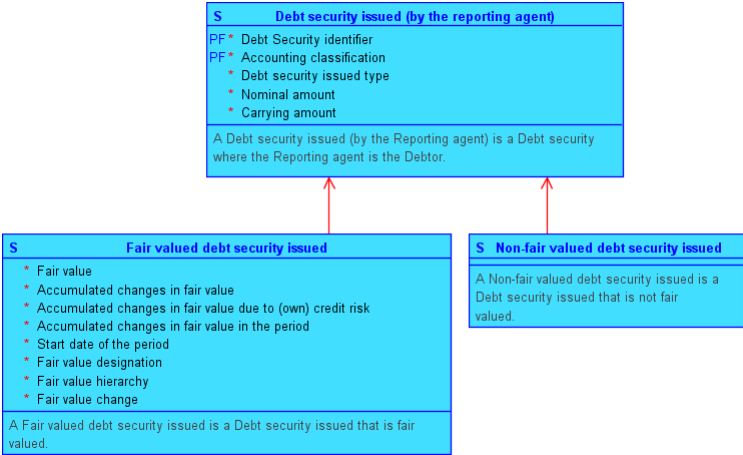 S Debt security issued (by the reporting agent)
PF * Debt Security identifier
PF * Accounting classification
* Debt security issued type
* Nominal amount
* Carrying amount
A Debt security issued (by the Reporting agent) is a Debt security
where the Reporting agent is the Debtor.
S Fair valued debt security issued
* Fair value
* Accumulated changes in fair value
* Accumulated changes in fair value due to (own) credit risk
* Accumulated changes in fair value in the period
* Start date of the period
* Fair value designation
* Fair value hierarchy
* Fair value change
A Fair valued debt security issued is a Debt security issued that is fair
valued.
S Non-fair valued debt security issued
A Non-fair valued debt security issued is a
Debt security issued that is not fair
valued.